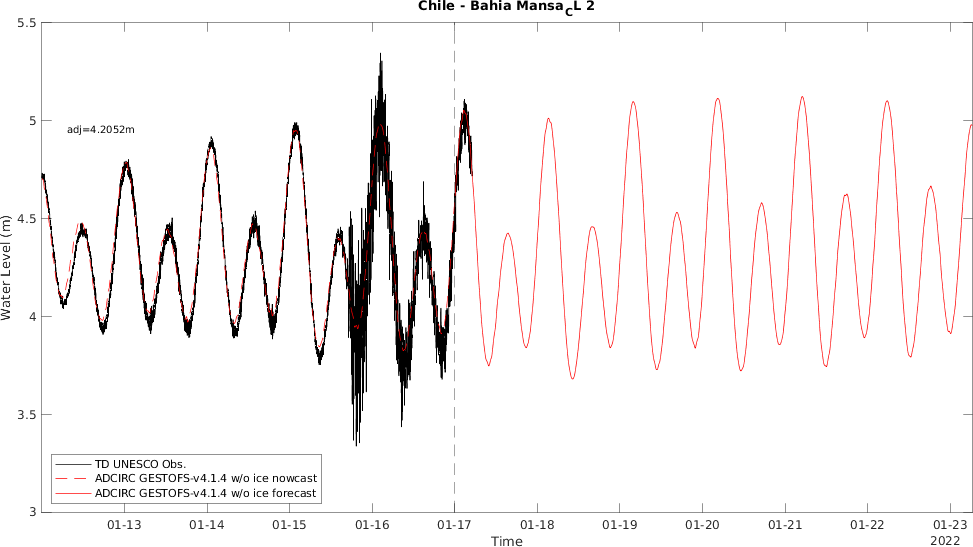 Chile - Bahia Mansa_CL 2
5.5
5
4.5
4
3.5
3
Water Level (m)
adj=4.2052m
TD UNESCO Obs.
ADCIRC GESTOFS-v4.1.4 w/o ice nowcast
ADCIRC GESTOFS-v4.1.4 w/o ice forecast
01-13 01-14 01-15 01-16 01-17 01-18 01-19 01-20 01-21 01-22 01-23
Time
2022